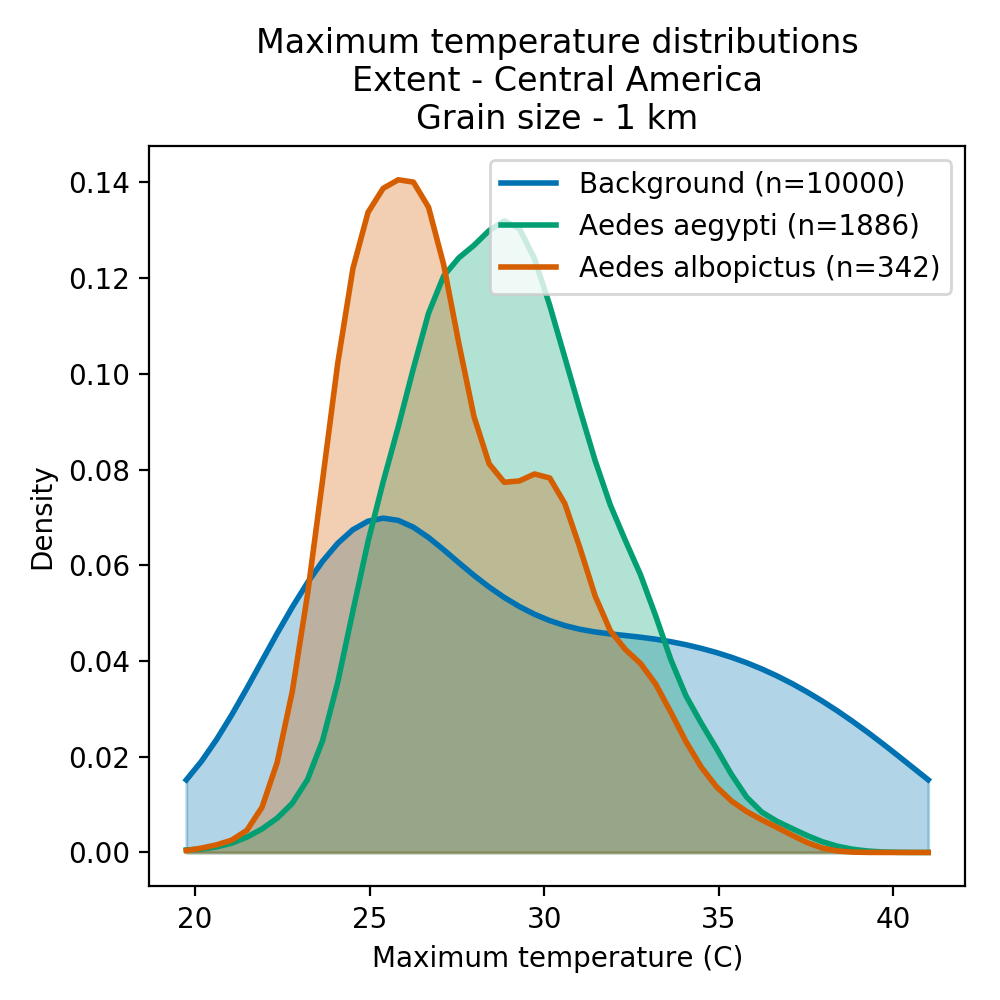 Maximum temperature distributions
Extent - Central America
Grain size - 1 km
Background (n=10000)
Aedes aegypti (n=1886)
Aedes albopictus (n=342)
Density
0.14
0.12
0.10
0.08
0.06
0.04
0.02
0.00
20 25 30 35 40
Maximum temperature (C)